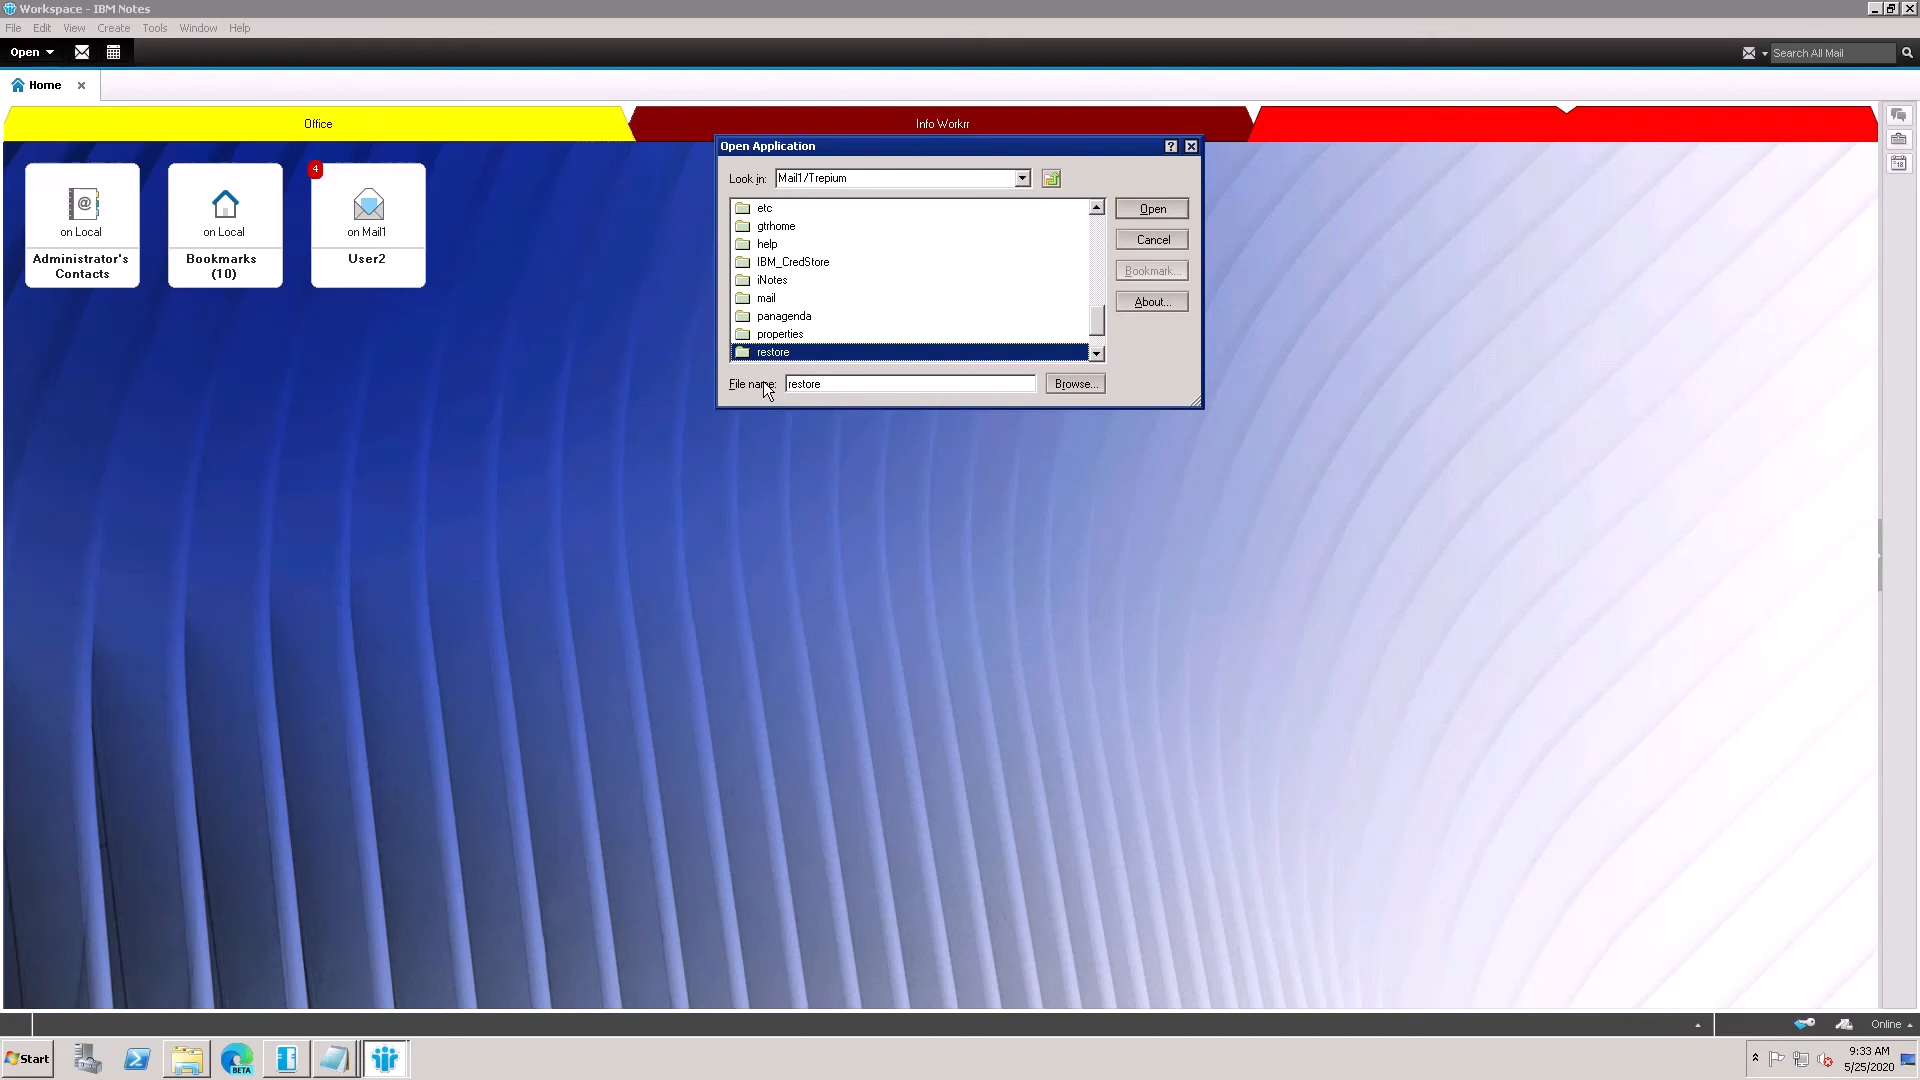 Workspace - IBM Notes
File Edit View Create Tools Window Help
Open
Search All Mail
Home
Office
Info Workrr
4
on Local
Administrator's
Contacts
on Local
Bookmarks
(10)
on Mail1
User2
Open Application
Look in:
Mail1/Trepium
etc
gtrhome
help
IBM_CredStore
iNotes
mail
panagenda
properties
restore
File name:
restore
Browse...
Open
Cancel
Bookmark...
About...
Online
Start
BETA
9:33 AM
5/25/2020